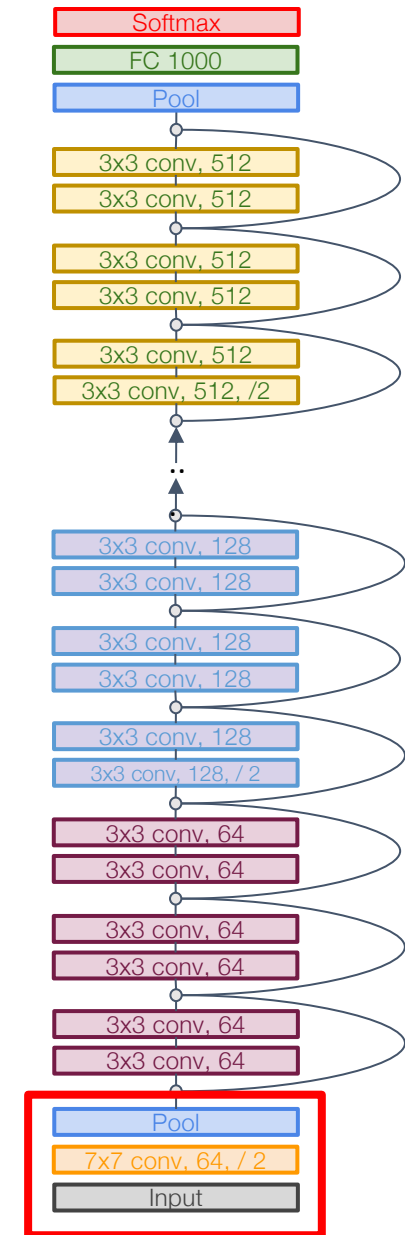 Softmax
FC 1000
Pool
3x3 conv, 512
3x3 conv, 512
3x3 conv, 512
3x3 conv, 512
3x3 conv, 512
3x3 conv, 512, /2
..
3x3 conv, 128
3x3 conv, 128
3x3 conv, 128
3x3 conv, 128
3x3 conv, 128
3x3 conv, 128, / 2
3x3 conv, 64
3x3 conv, 64
3x3 conv, 64
3x3 conv, 64
3x3 conv, 64
3x3 conv, 64
Pool
7x7 conv, 64, / 2
Input